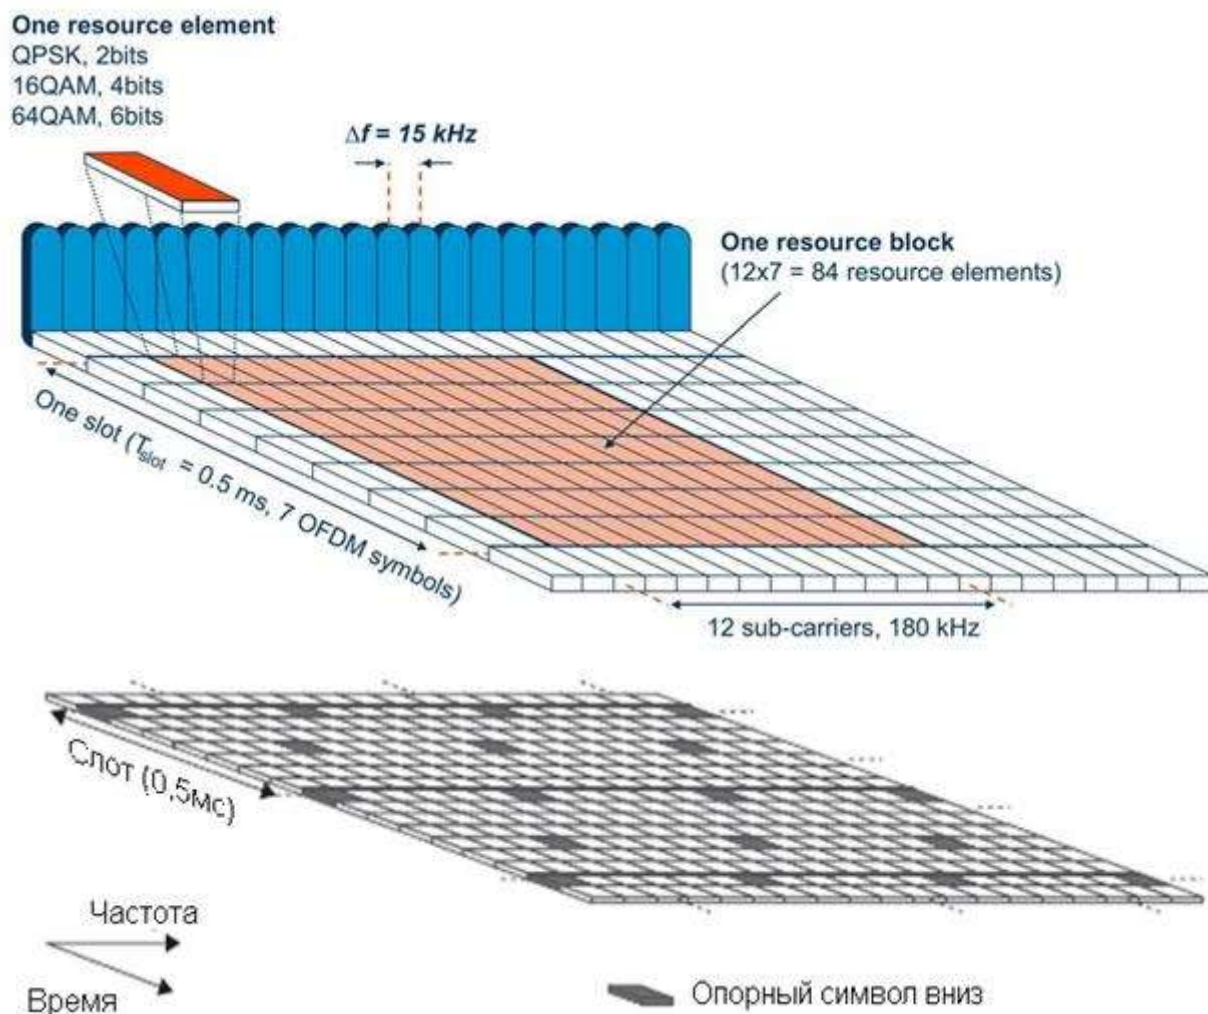 One resource element
QPSK, 2bits
16QAM, 4bits
64QAM, 6bits
Δf = 15 kHz
One resource block
(12x7 = 84 resource elements)
One slot (Tslot = 0.5 ms, 7 OFDM symbols)
12 sub-carriers, 180 kHz
Слот (0,5мс)
Частота
Время
Опорный символ вниз